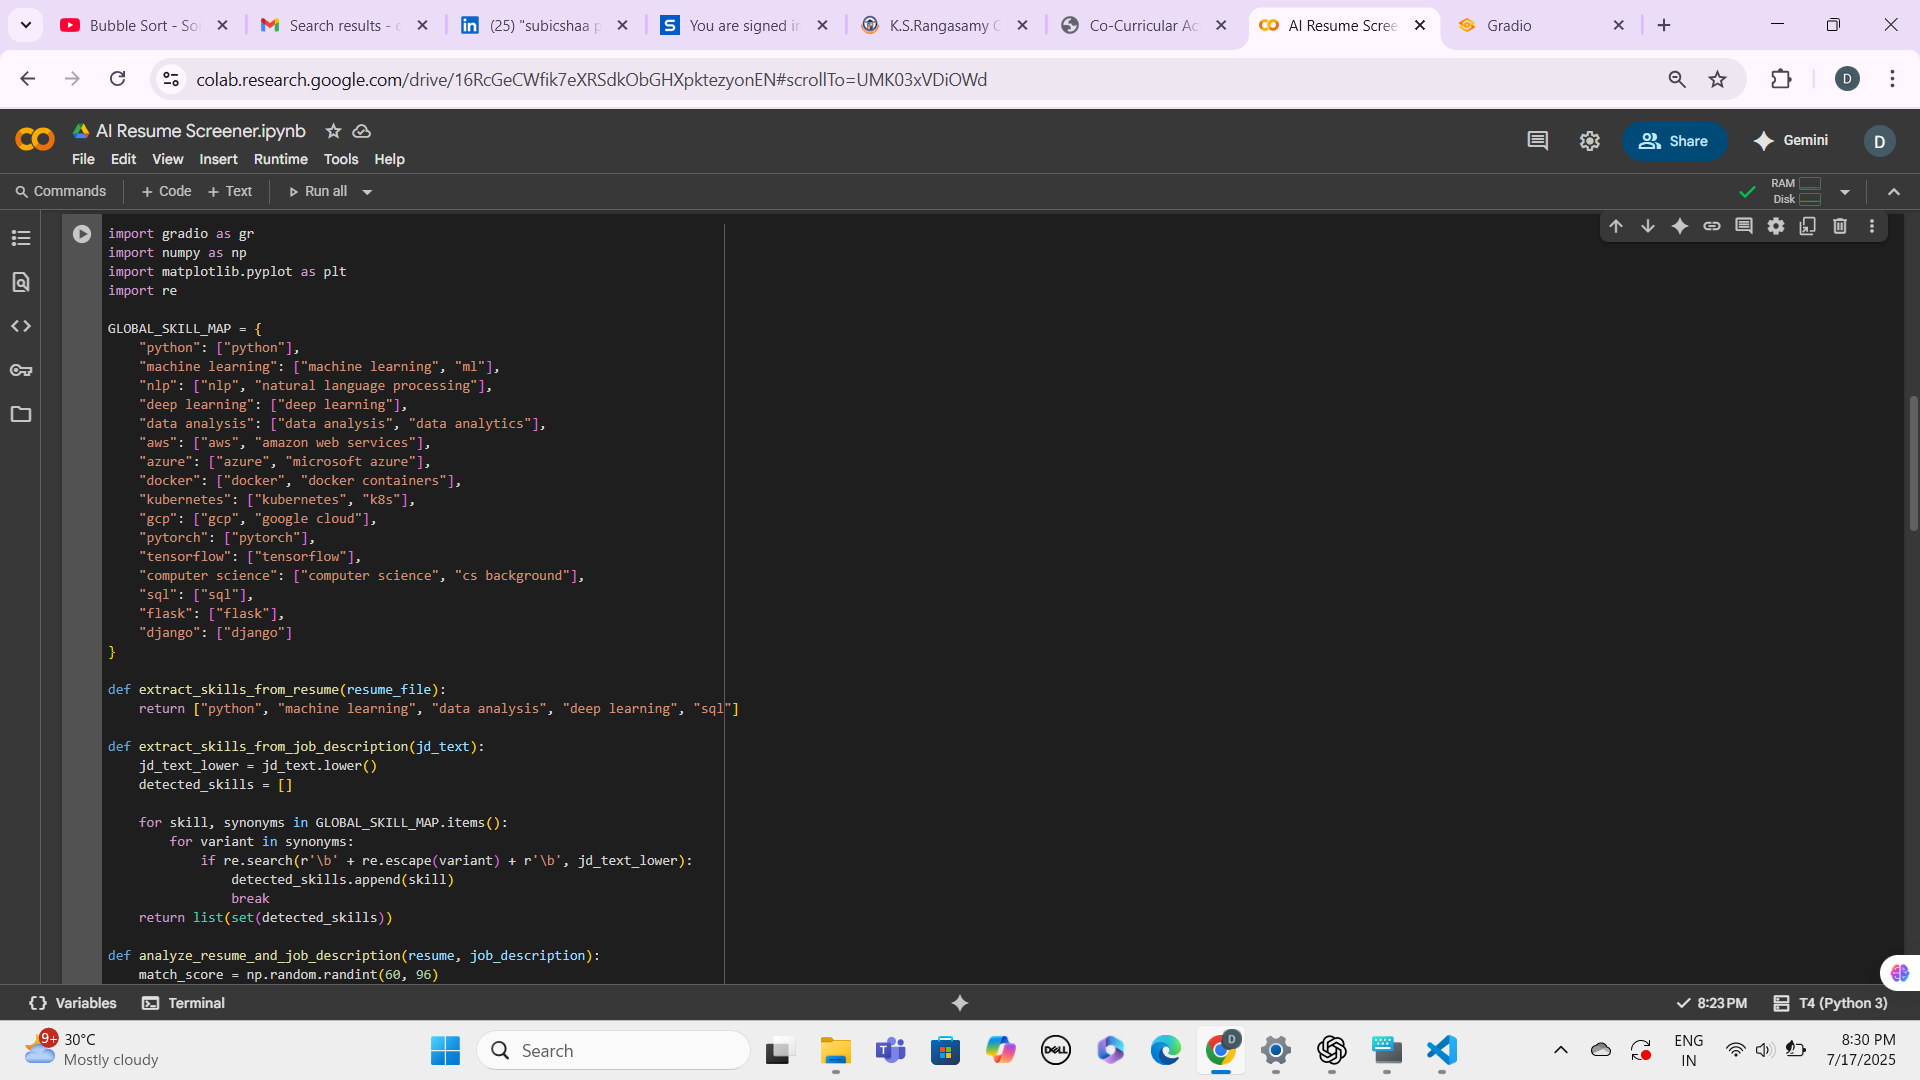 Bubble Sort - So
Search results -
(25) "subicshaa p
You are signed in
K.S.Rangasamy C
Co-Curricular Ac
AI Resume Scree
Gradio
colab.research.google.com/drive/16RcGeCWfik7eXRSdkObGHXpktezyonEN#scrollTo=UMK03xVDiOWd
D
AI Resume Screener.ipynb
File Edit View Insert Runtime Tools Help
Share
Gemini
D
Commands + Code + Text Run all
RAM
Disk
import gradio as gr
import numpy as np
import matplotlib.pyplot as plt
import re
GLOBAL_SKILL_MAP = {
    "python": ["python"],
    "machine learning": ["machine learning", "ml"],
    "nlp": ["nlp", "natural language processing"],
    "deep learning": ["deep learning"],
    "data analysis": ["data analysis", "data analytics"],
    "aws": ["aws", "amazon web services"],
    "azure": ["azure", "microsoft azure"],
    "docker": ["docker", "docker containers"],
    "kubernetes": ["kubernetes", "k8s"],
    "gcp": ["gcp", "google cloud"],
    "pytorch": ["pytorch"],
    "tensorflow": ["tensorflow"],
    "computer science": ["computer science", "cs background"],
    "sql": ["sql"],
    "flask": ["flask"],
    "django": ["django"]
}
def extract_skills_from_resume(resume_file):
    return ["python", "machine learning", "data analysis", "deep learning", "sql"]
def extract_skills_from_job_description(jd_text):
    jd_text_lower = jd_text.lower()
    detected_skills = []
    for skill, synonyms in GLOBAL_SKILL_MAP.items():
        for variant in synonyms:
            if re.search(r'\b' + re.escape(variant) + r'\b', jd_text_lower):
                detected_skills.append(skill)
                break
    return list(set(detected_skills))
def analyze_resume_and_job_description(resume, job_description):
    match_score = np.random.randint(60, 96)
Variables
Terminal
8:23 PM
T4 (Python 3)
9+
30°C
Mostly cloudy
Search
DELL
D
ENG
IN
8:30 PM
7/17/2025